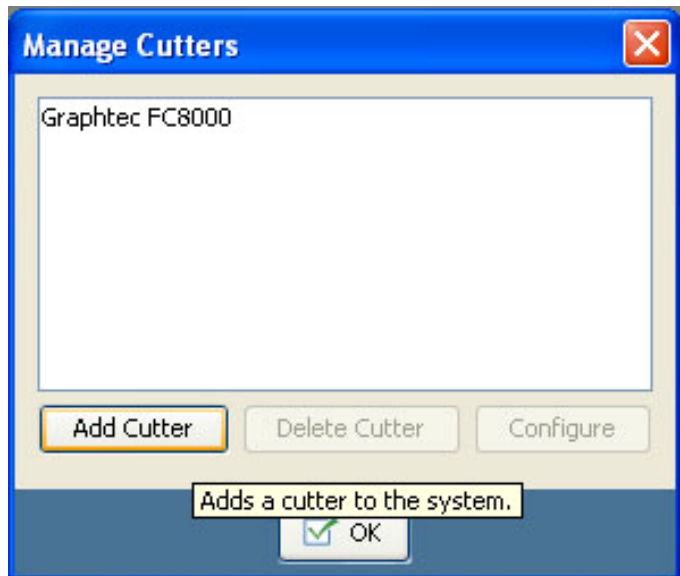 Manage Cutters
Graphtec FC8000
Add Cutter Delete Cutter Configure
Adds a cutter to the system.
OK